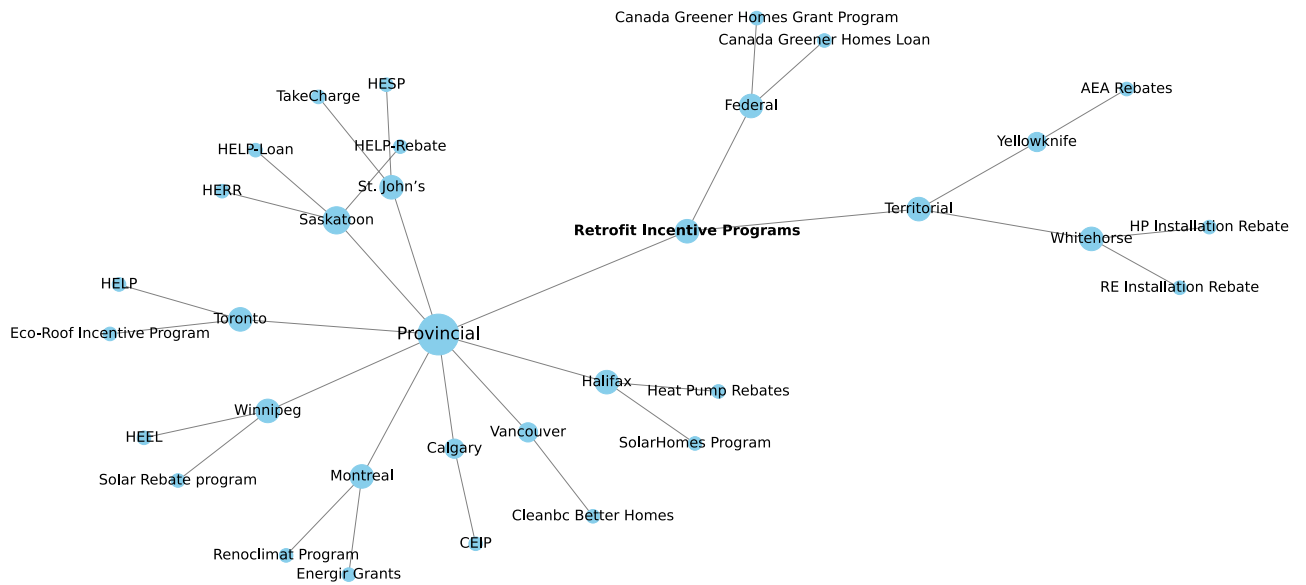 Canada Greener Homes Grant Program
Canada Greener Homes Loan
HESP
AEA Rebates
TakeCharge
Federal
Yellowknife
HELP-Loan
HELP-Rebate
HERR
St. John’s
Saskatoon
Territorial
Retrofit Incentive Programs
HP Installation Rebate
Whitehorse
HELP
RE Installation Rebate
Toronto
Eco-Roof Incentive Program
Provincial
Halifax
Heat Pump Rebates
Winnipeg
HEEL
Vancouver
Calgary
SolarHomes Program
Solar Rebate program
Montreal
Cleanbc Better Homes
CEIP
Renoclimat Program
Energir Grants